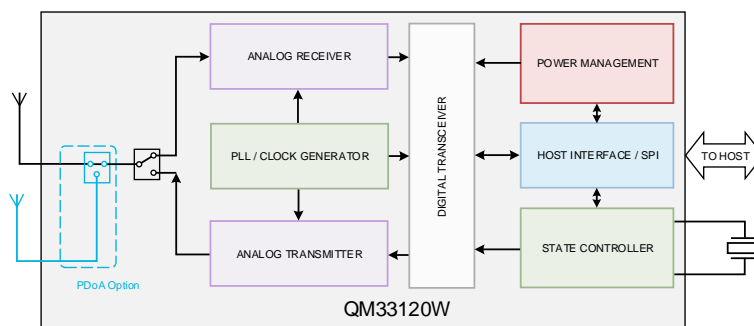 ANALOG RECEIVER
POWER MANAGEMENT
PLL / CLOCK GENERATOR
DIGITAL TRANSCEIVER
HOST INTERFACE / SPI
TO HOST
ANALOG TRANSMITTER
STATE CONTROLLER
PDoA Option
QM33120W